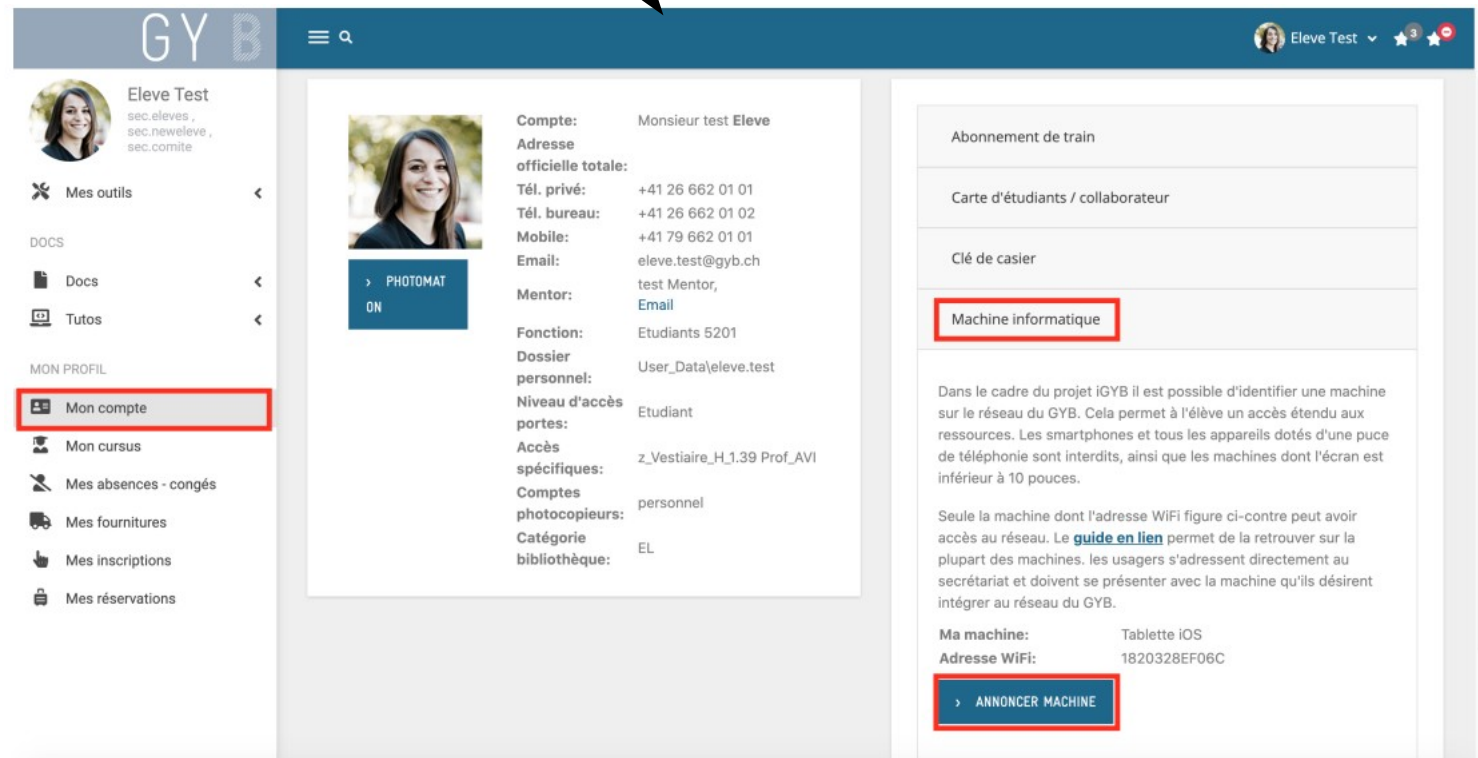 GYB
Eleve Test
3
Eleve Test
sec.eleves ,
sec.neweleve ,
sec.comite
Mes outils
DOCS
Docs
Tutos
MON PROFIL
Mon compte
Mon cursus
Mes absences - congés
Mes fournitures
Mes inscriptions
Mes réservations
> PHOTOMAT
ON
Compte: Monsieur test Eleve
Adresse
officielle totale:
Tél. privé: +41 26 662 01 01
Tél. bureau: +41 26 662 01 02
Mobile: +41 79 662 01 01
Email: eleve.test@gyb.ch
Mentor: test Mentor,
Email
Fonction: Etudiants 5201
Dossier
personnel: User_Data\eleve.test
Niveau d'accès
portes: Etudiant
Accès
spécifiques: z_Vestiaire_H_1.39 Prof_AVI
Comptes
photocopieurs: personnel
Catégorie
bibliothèque: EL
Abonnement de train
Carte d'étudiants / collaborateur
Clé de casier
Machine informatique
Dans le cadre du projet iGYB il est possible d'identifier une machine
sur le réseau du GYB. Cela permet à l'élève un accès étendu aux
ressources. Les smartphones et tous les appareils dotés d'une puce
de téléphonie sont interdits, ainsi que les machines dont l'écran est
inférieur à 10 pouces.
Seule la machine dont l'adresse WiFi figure ci-contre peut avoir
accès au réseau. Le guide en lien permet de la retrouver sur la
plupart des machines. les usagers s'adressent directement au
secrétariat et doivent se présenter avec la machine qu'ils désirent
intégrer au réseau du GYB.
Ma machine: Tablette iOS
Adresse WiFi: 1820328EF06C
> ANNONCER MACHINE